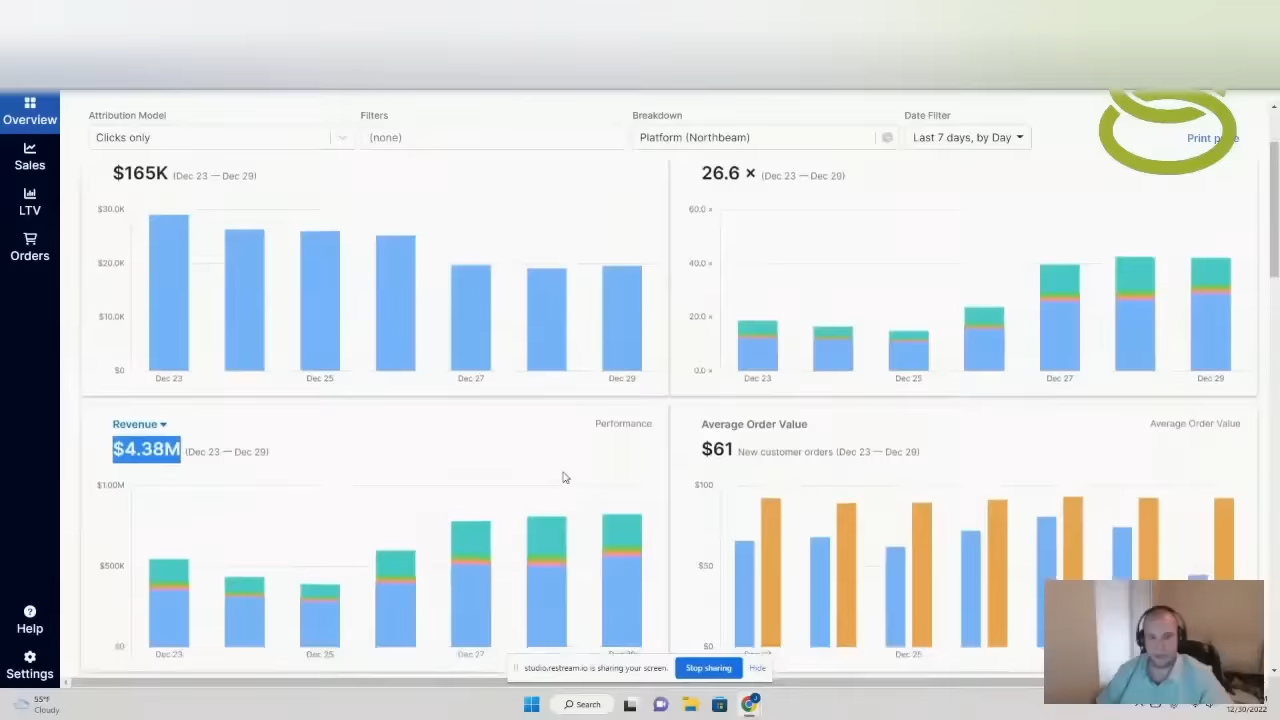 Overview
Sales
LTV
Orders
Help
Settings
Attribution Model
Clicks only
Filters
(none)
Breakdown
Platform (Northbeam)
Date Filter
Last 7 days, by Day
Print
$165K (Dec 23 — Dec 29)
$30.0K
$20.0K
$10.0K
$0
Dec 23
Dec 25
Dec 27
Dec 29
26.6 × (Dec 23 — Dec 29)
60.0 ×
40.0 ×
20.0 ×
0.0 ×
Dec 23
Dec 25
Dec 27
Dec 29
Revenue
Performance
$4.38M (Dec 23 — Dec 29)
$1.00M
$500K
$0
Dec 23
Dec 25
Dec 27
Average Order Value
Average Order Value
$61 New customer orders (Dec 23 — Dec 29)
$100
$50
$0
Dec 25
studio.restream.io is sharing your screen.
Stop sharing
Hide
55°F
Cloudy
Search
12/30/2022